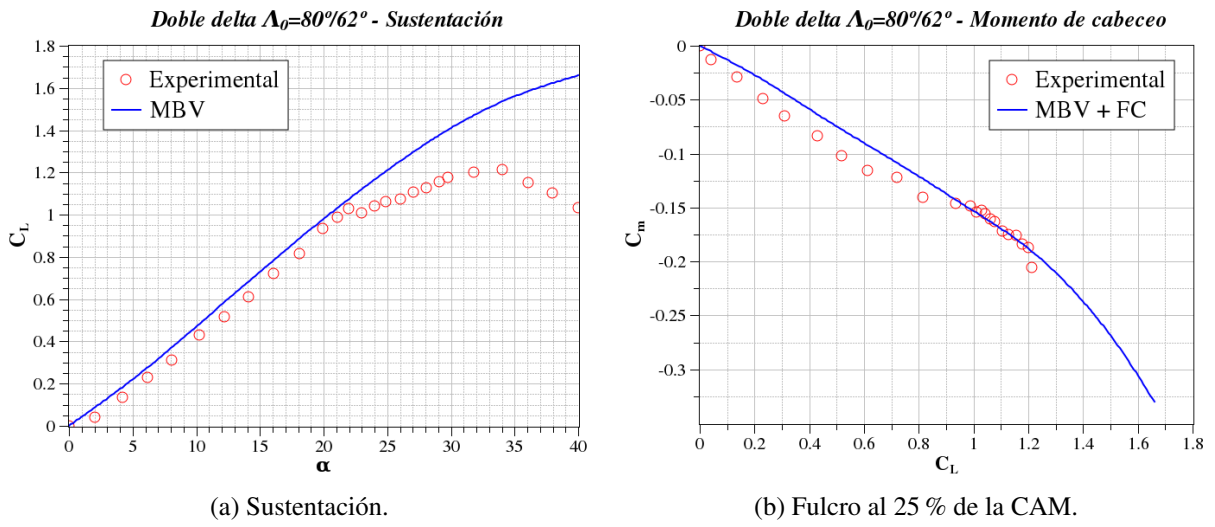 Doble delta Λ₀=80º/62º - Sustentación
1.8
1.6
1.4
1.2
1
0.8
0.6
0.4
0.2
0
C_L
Experimental
MBV
0 5 10 15 20 25 30 35 40
α
(a) Sustentación.
Doble delta Λ₀=80º/62º - Momento de cabeceo
0
-0.05
-0.1
-0.15
-0.2
-0.25
-0.3
C_m
Experimental
MBV + FC
0 0.2 0.4 0.6 0.8 1 1.2 1.4 1.6 1.8
C_L
(b) Fulcro al 25 % de la CAM.